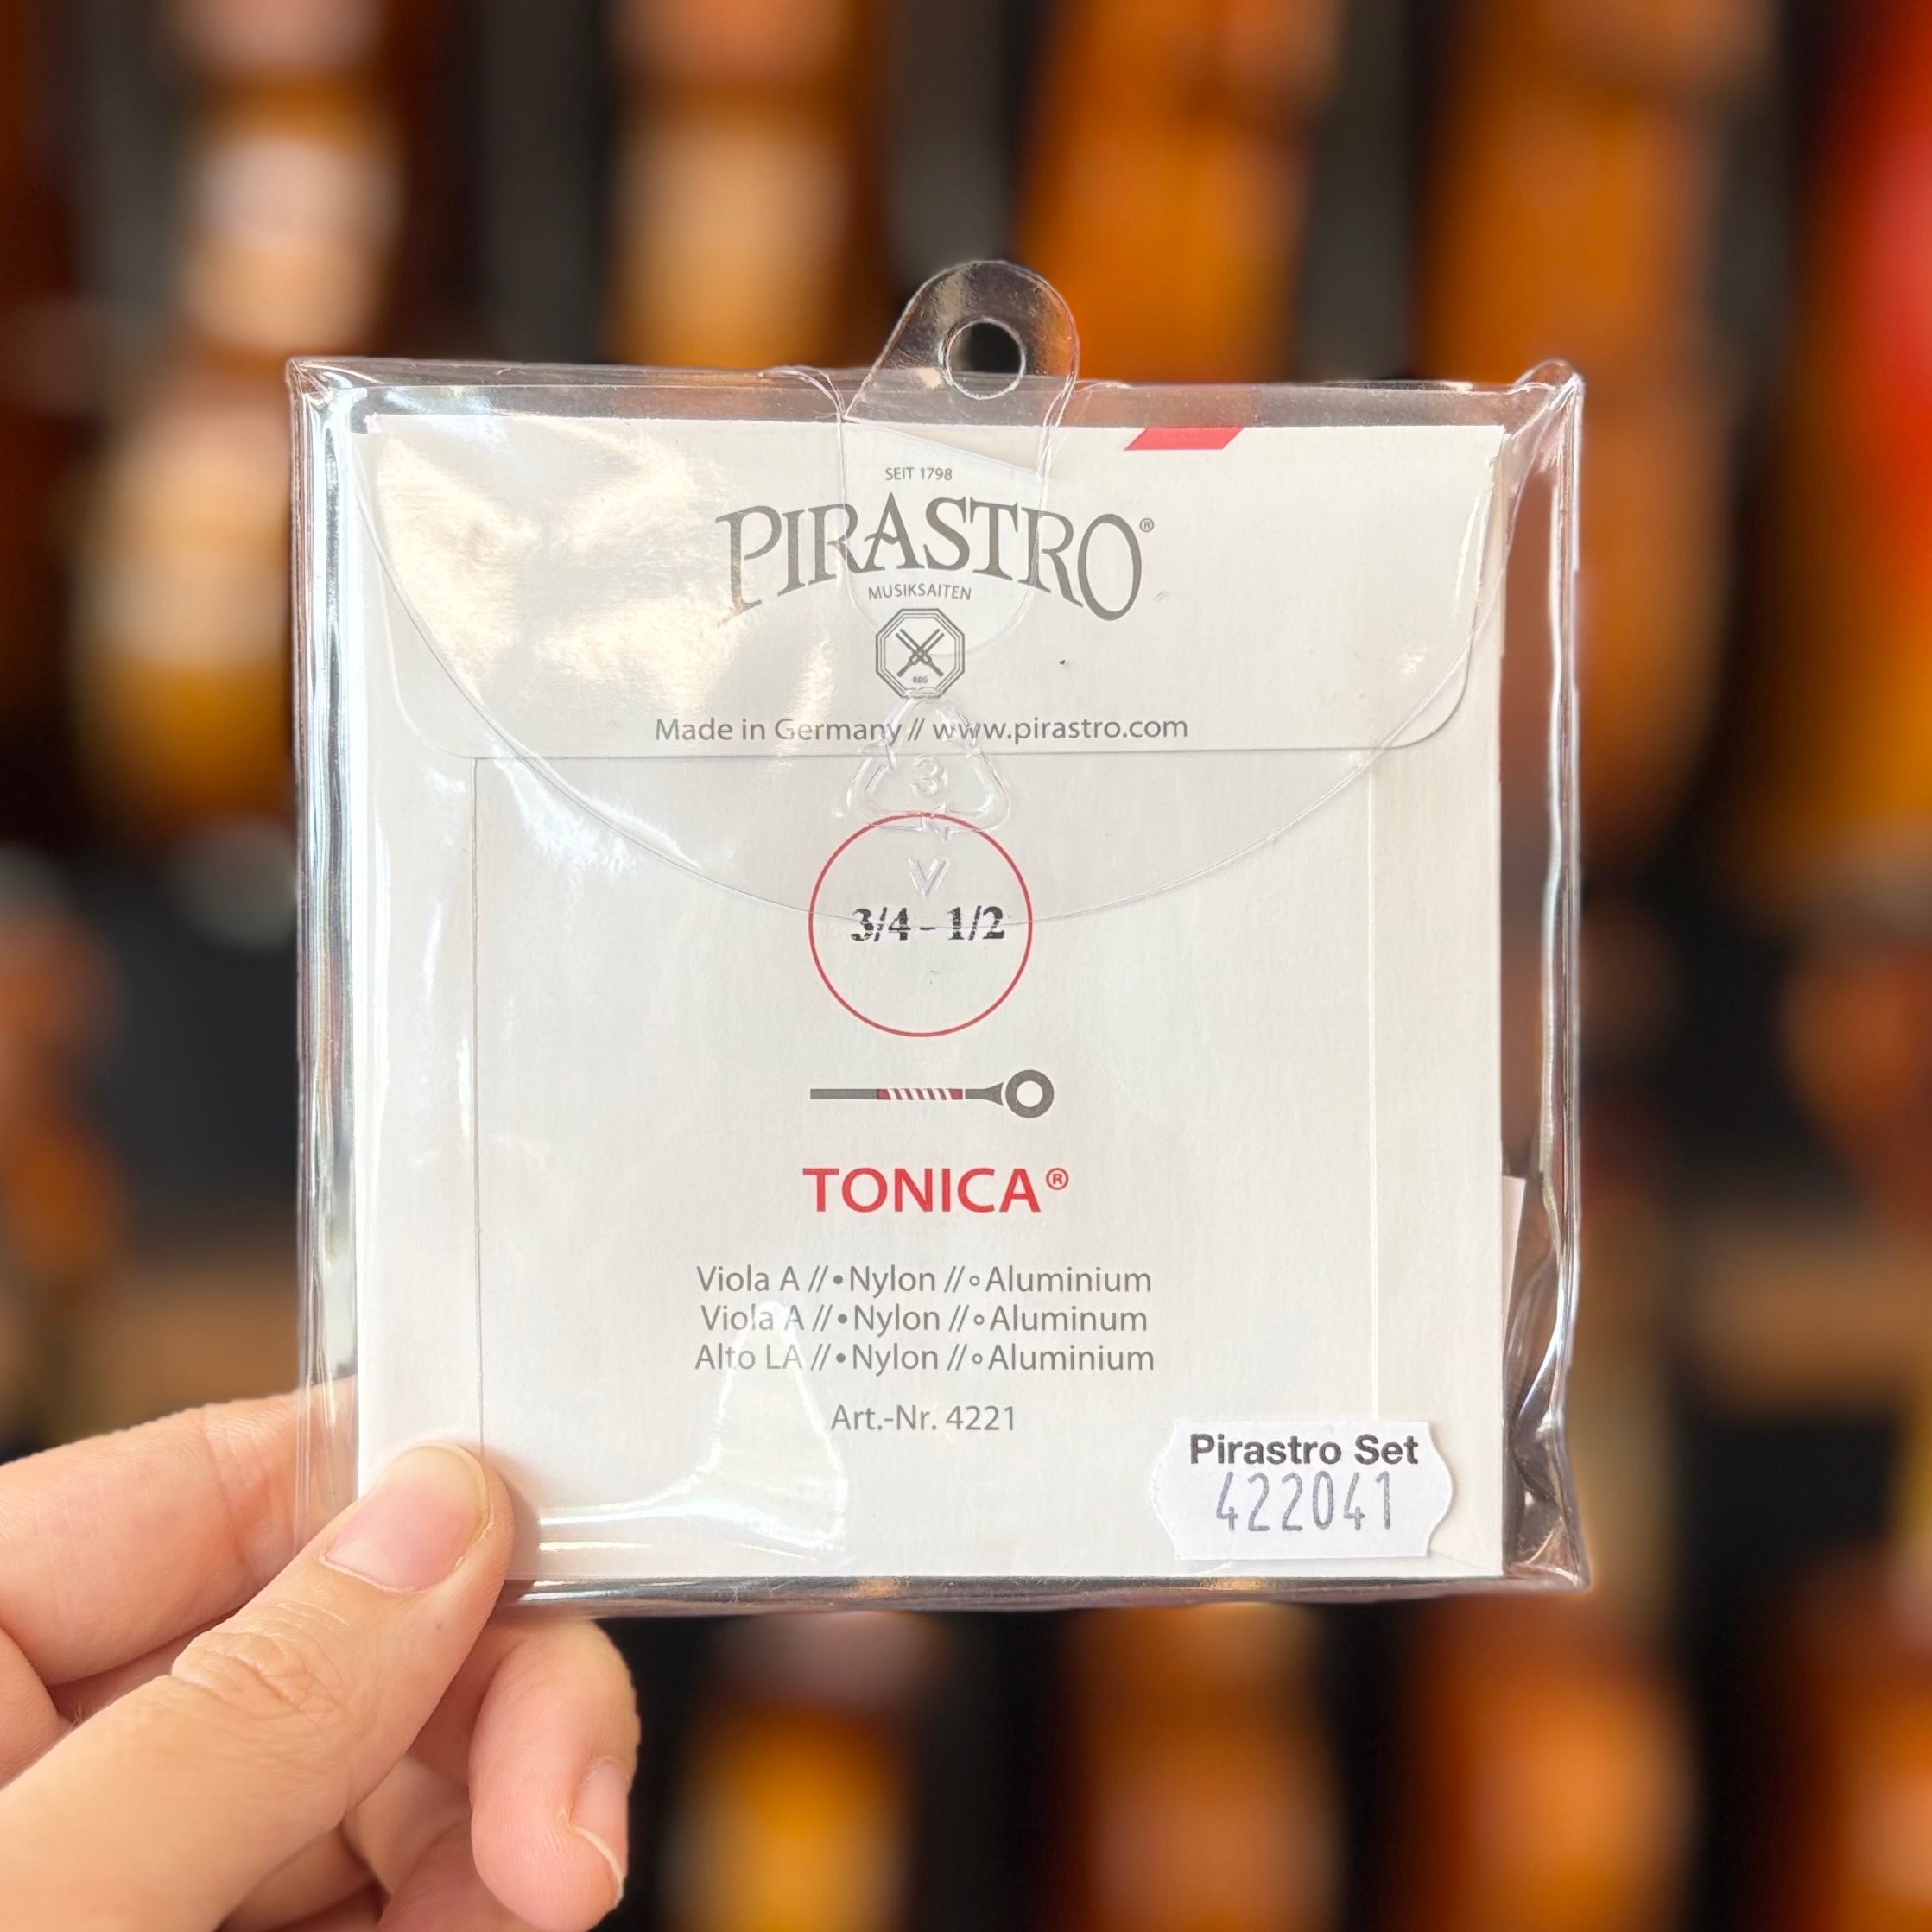 SEIT 1798
PIRASTRO®
MUSIKSAITEN
REG
Made in Germany // www.pirastro.com
3
V
3/4 - 1/2
TONICA®
Viola A //•Nylon //◦Aluminium
Viola A //•Nylon //◦Aluminum
Alto LA //•Nylon //◦Aluminium
Art.-Nr. 4221
Pirastro Set
422041